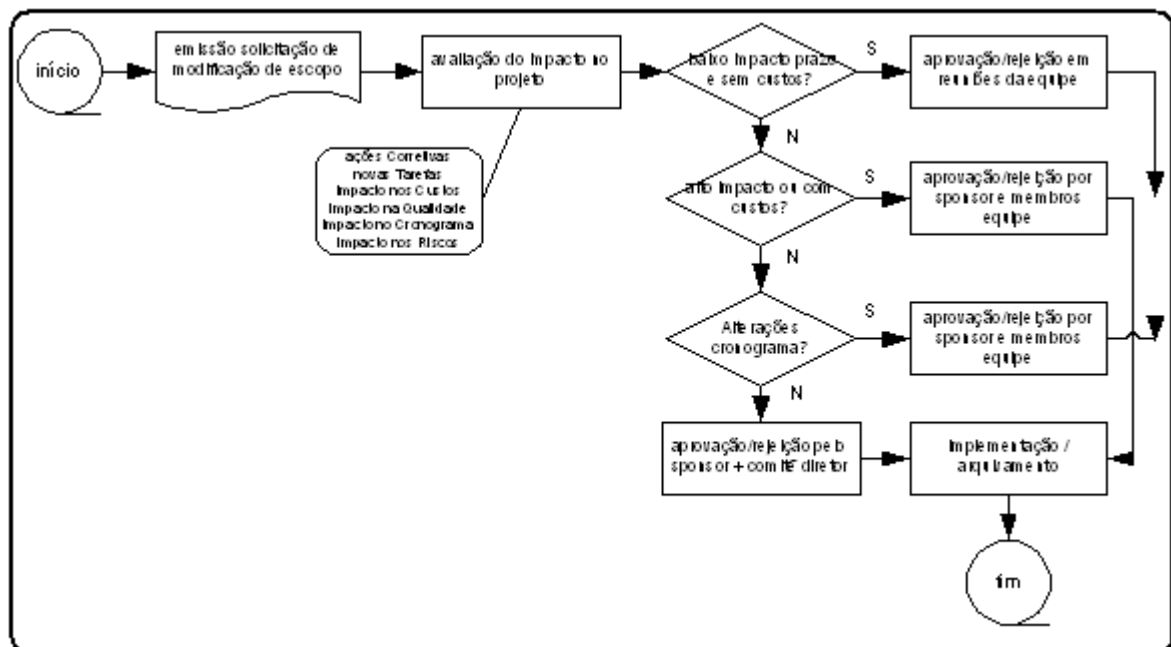 início
emissão solicitação de
modificação de escopo
avaliação do impacto no
projeto
ações Corretivas
novas Tarefas
Impacto nos Custos
Impacto na Qualidade
Impacto no Cronograma
Impacto nos Riscos
baixo impacto prazo
e sem custos?
S
aprovação/rejeição em
reuniões da equipe
N
alto impacto ou com
custos?
S
aprovação/rejeição por
sponsor e membros
equipe
N
Alterações
cronograma?
S
aprovação/rejeição por
sponsor e membros
equipe
N
aprovação/rejeição pelo
sponsor + comitê diretor
implementação /
arquivamento
fim